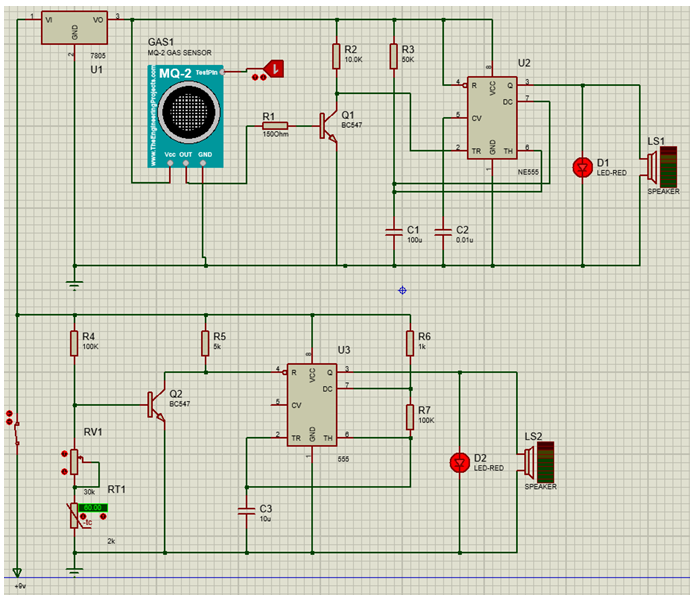 1 VI VO 3
GND
2
7805
U1
GAS1
MQ-2 GAS SENSOR
MQ-2
TestPin
1
www.TheEngineeringProjects.com
Vcc OUT GND
R1
150Ohm
R2
10.0K
R3
50K
Q1
BC547
U2
8
VCC
4 R Q 3
DC 7
5 CV
2 TR TH 6
GND
1
NE555
C1
100u
C2
0.01u
D1
LED-RED
LS1
SPEAKER
R4
100K
R5
5k
R6
1k
R7
100K
Q2
BC547
U3
8
VCC
4 R Q 3
DC 7
5 CV
2 TR TH 6
GND
1
555
C3
10u
D2
LED-RED
LS2
SPEAKER
RV1
30k
RT1
-tc
2k
+9v